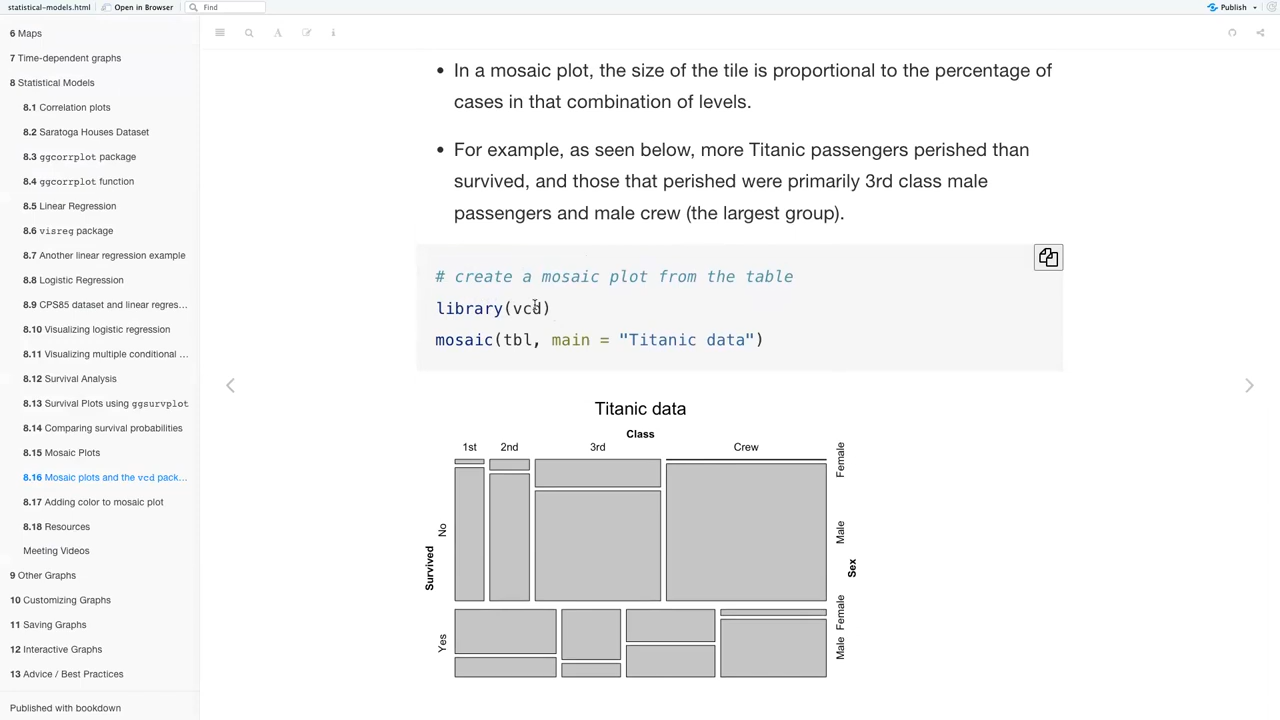 statistical-models.html Open in Browser Find Publish
6 Maps
7 Time-dependent graphs
8 Statistical Models
8.1 Correlation plots
8.2 Saratoga Houses Dataset
8.3 ggcorrplot package
8.4 ggcorrplot function
8.5 Linear Regression
8.6 visreg package
8.7 Another linear regression example
8.8 Logistic Regression
8.9 CPS85 dataset and linear regres...
8.10 Visualizing logistic regression
8.11 Visualizing multiple conditional ...
8.12 Survival Analysis
8.13 Survival Plots using ggsurvplot
8.14 Comparing survival probabilities
8.15 Mosaic Plots
8.16 Mosaic plots and the vcd pack...
8.17 Adding color to mosaic plot
8.18 Resources
Meeting Videos
9 Other Graphs
10 Customizing Graphs
11 Saving Graphs
12 Interactive Graphs
13 Advice / Best Practices
Published with bookdown
A
• In a mosaic plot, the size of the tile is proportional to the percentage of
cases in that combination of levels.
• For example, as seen below, more Titanic passengers perished than
survived, and those that perished were primarily 3rd class male
passengers and male crew (the largest group).
# create a mosaic plot from the table
library(vcd)
mosaic(tbl, main = "Titanic data")
Titanic data
Class
1st 2nd 3rd Crew
Survived
No
Yes
Sex
Female
Male
Female
Male